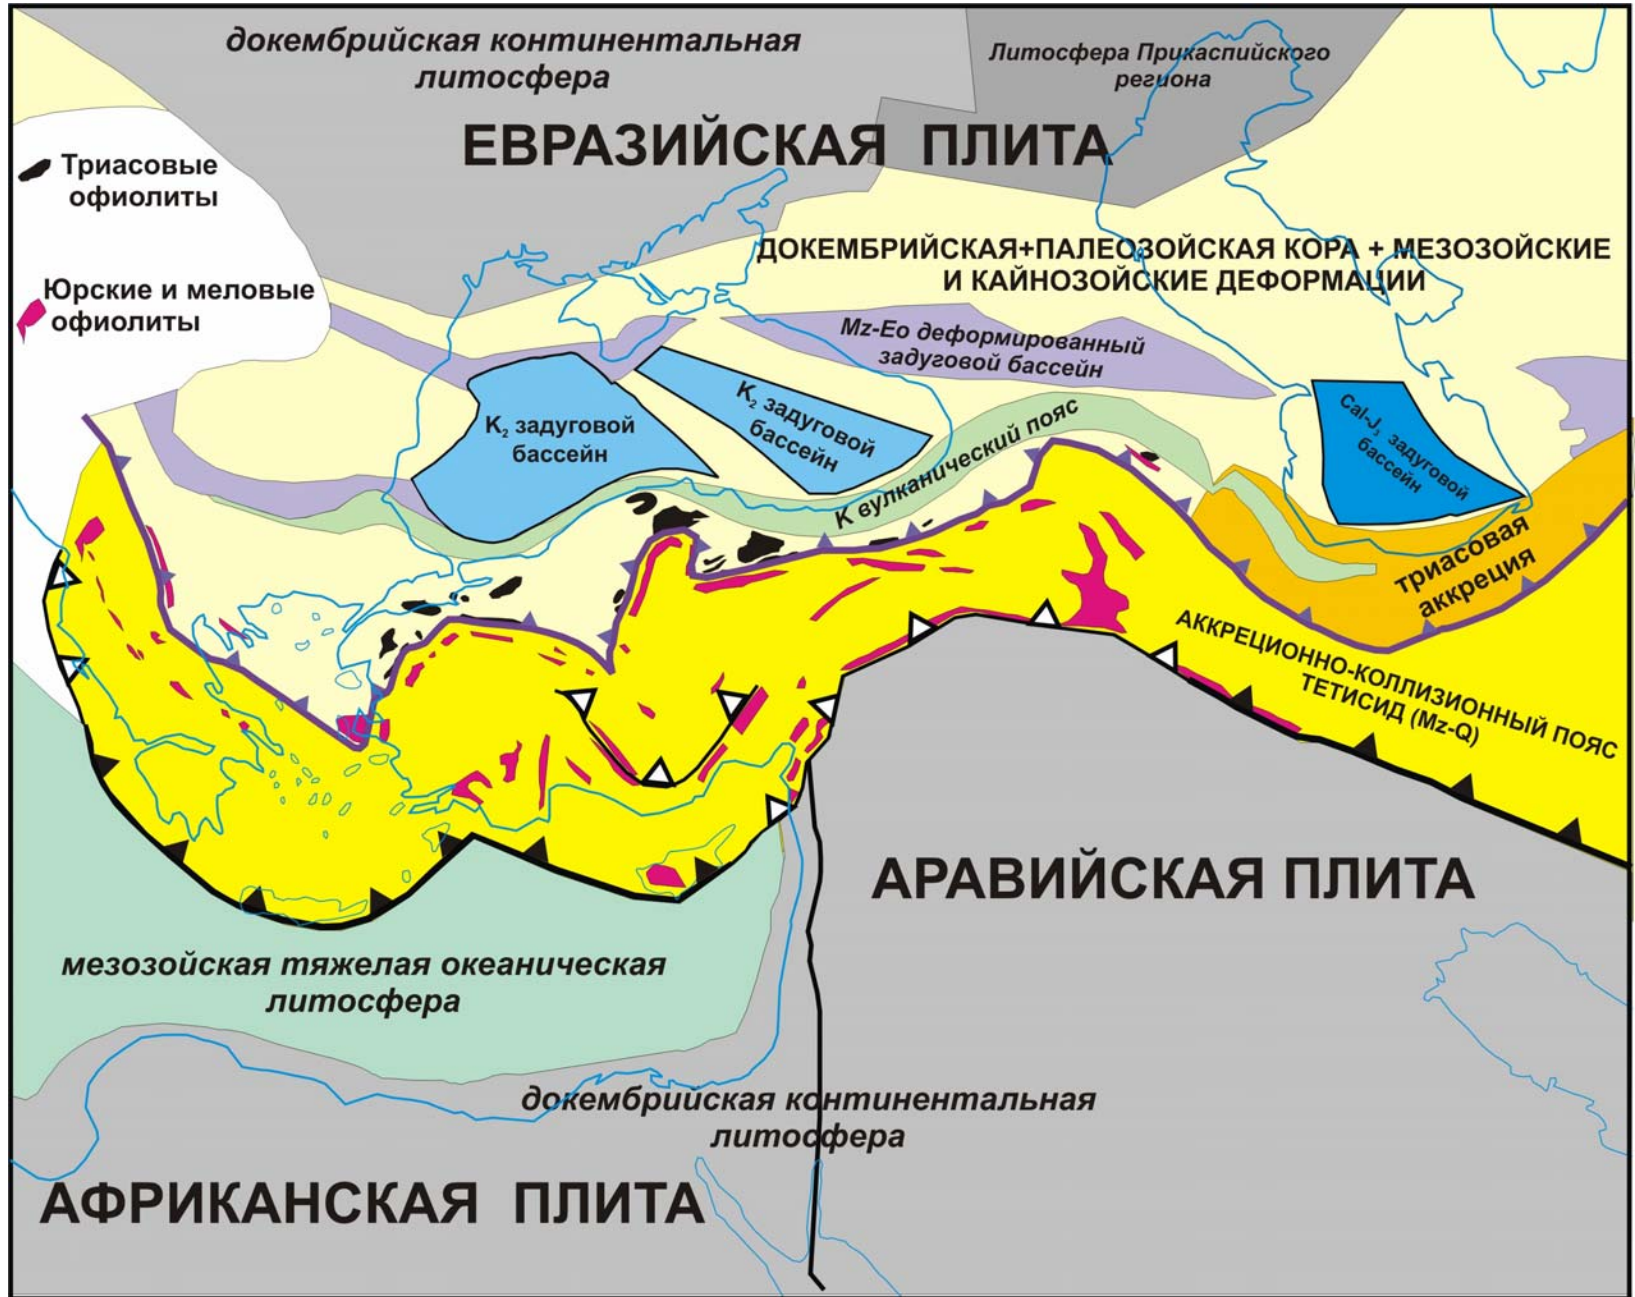 докембрийская континентальная
литосфера
Литосфера Прикаспийского
региона
ЕВРАЗИЙСКАЯ ПЛИТА
Триасовые
офиолиты
Юрские и меловые
офиолиты
ДОКЕМБРИЙСКАЯ+ПАЛЕОЗОЙСКАЯ КОРА + МЕЗОЗОЙСКИЕ
И КАЙНОЗОЙСКИЕ ДЕФОРМАЦИИ
Mz-Eo деформированный
задуговой бассейн
K₂ задуговой
бассейн
K₂ задуговой
бассейн
K вулканический пояс
Cal-J₃ задуговой
бассейн
триасовая
аккреция
АККРЕЦИОННО-КОЛЛИЗИОННЫЙ ПОЯС
ТЕТИСИД (Mz-Q)
АРАВИЙСКАЯ ПЛИТА
мезозойская тяжелая океаническая
литосфера
докембрийская континентальная
литосфера
АФРИКАНСКАЯ ПЛИТА